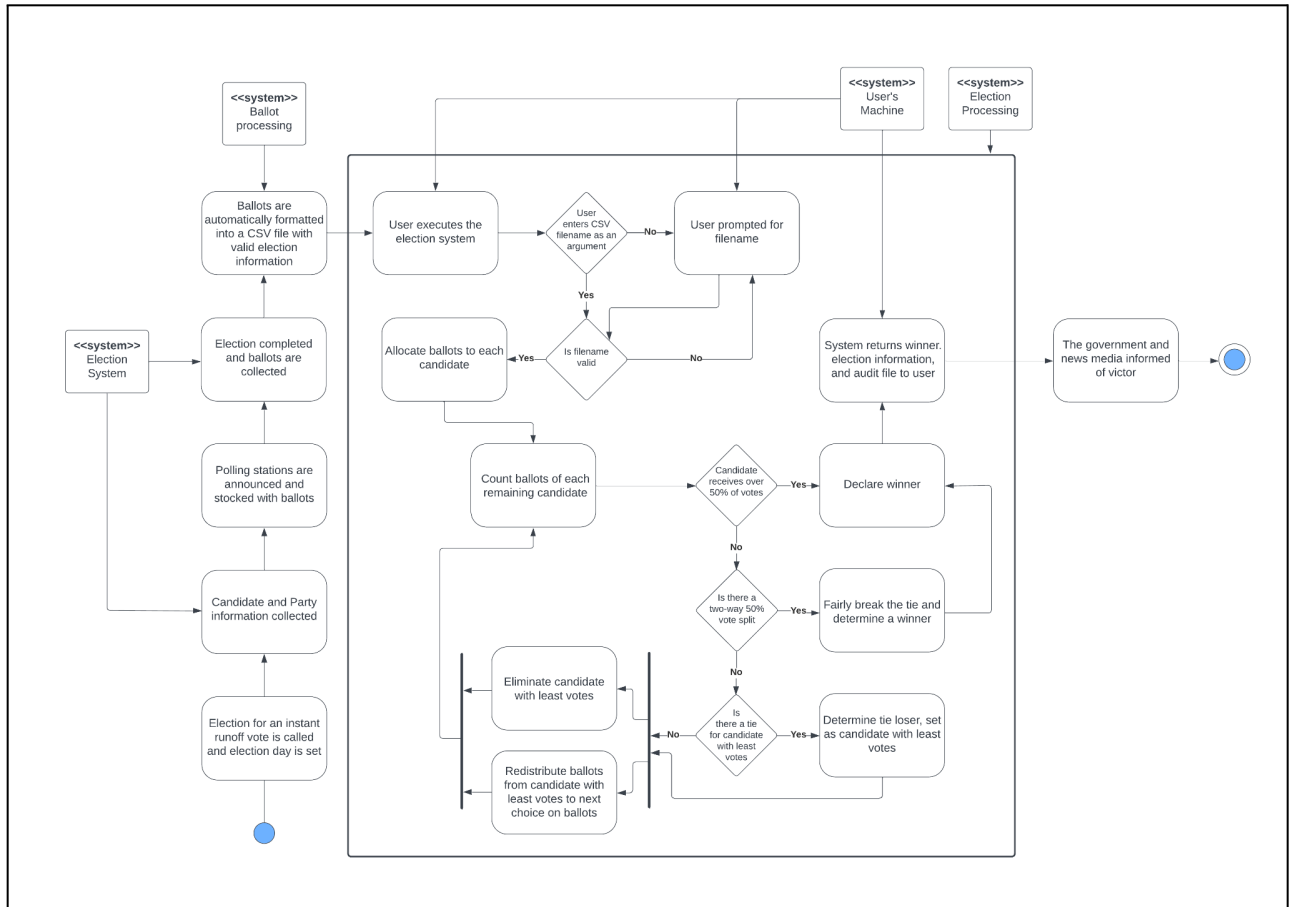 <<system>>
Ballot
processing
<<system>>
User's
Machine
<<system>>
Election
Processing
Ballots are
automatically formatted
into a CSV file with
valid election
information
User executes the
election system
User
enters CSV
filename as an
argument
No
User prompted for
filename
Yes
<<system>>
Election
System
Election completed
and ballots are
collected
Allocate ballots to each
candidate
Yes
Is filename
valid
No
System returns winner.
election information,
and audit file to user
The government and
news media informed
of victor
Polling stations are
announced and
stocked with ballots
Count ballots of each
remaining candidate
Candidate
receives over
50% of votes
Yes
Declare winner
No
Candidate and Party
information collected
Is there a
two-way 50%
vote split
Yes
Fairly break the tie and
determine a winner
No
Election for an instant
runoff vote is called
and election day is set
Eliminate candidate
with least votes
No
Is
there a tie
for candidate
with least
votes
Yes
Determine tie loser, set
as candidate with least
votes
Redistribute ballots
from candidate with
least votes to next
choice on ballots